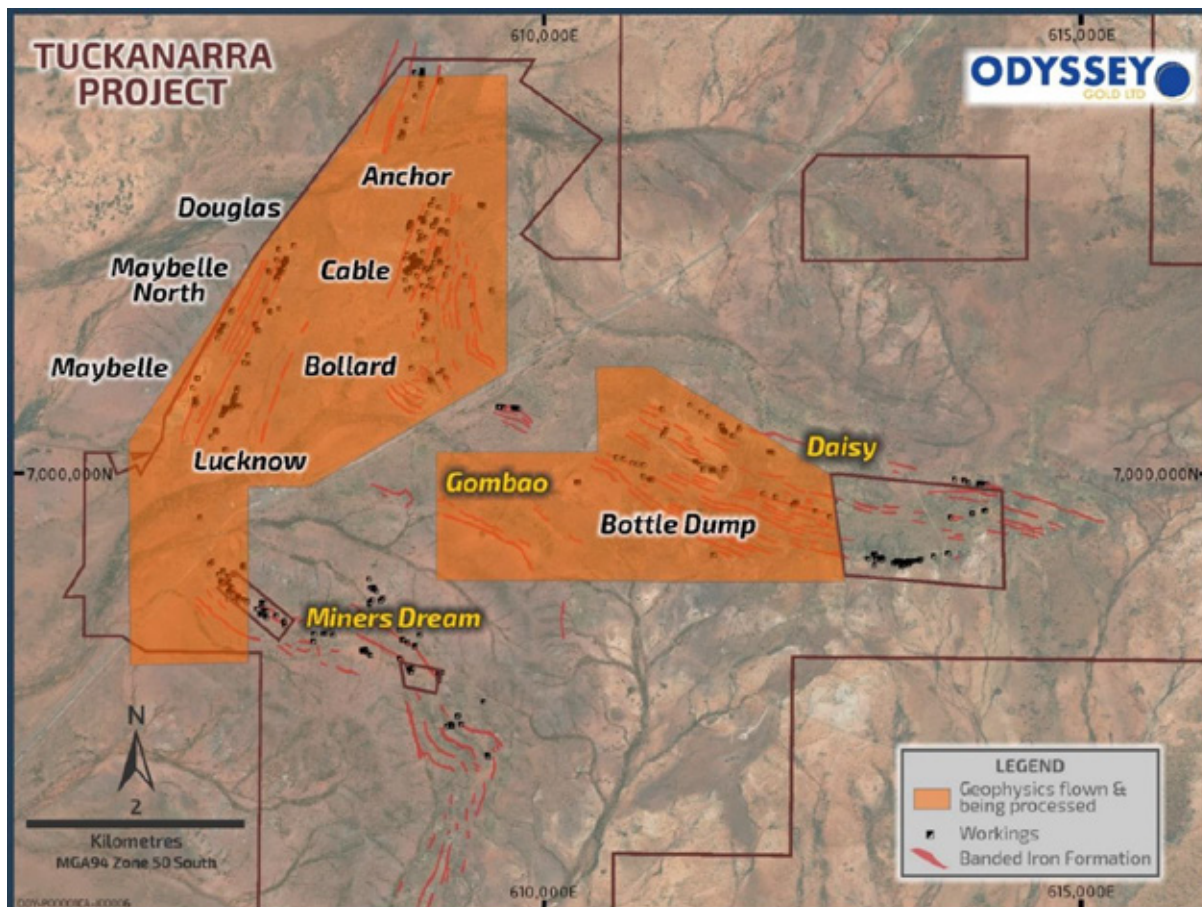 TUCKANARRA
PROJECT
610,000E
615,000E
ODYSSEY
GOLD LTD
Anchor
Douglas
Maybelle
North
Cable
Maybelle
Bollard
Lucknow
7,000,000N
Gombao
Daisy
7,000,000N
Bottle Dump
Miners Dream
N
2
Kilometres
MGA94 Zone 50 South
LEGEND
Geophysics flown &
being processed
Workings
Banded Iron Formation
610,000E
615,000E